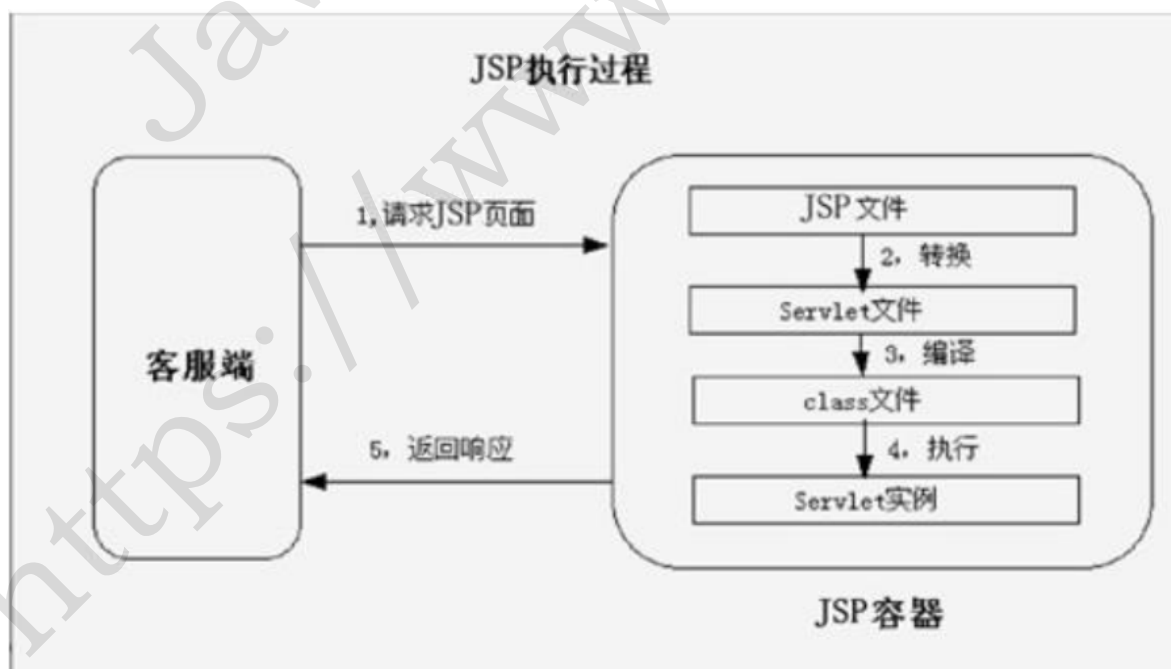 JSP执行过程
1,请求JSP页面
客服端
5，返回响应
JSP 文件
2，转换
Servlet文件
3，编译
class文件
4，执行
Servlet实例
JSP容器
https://www